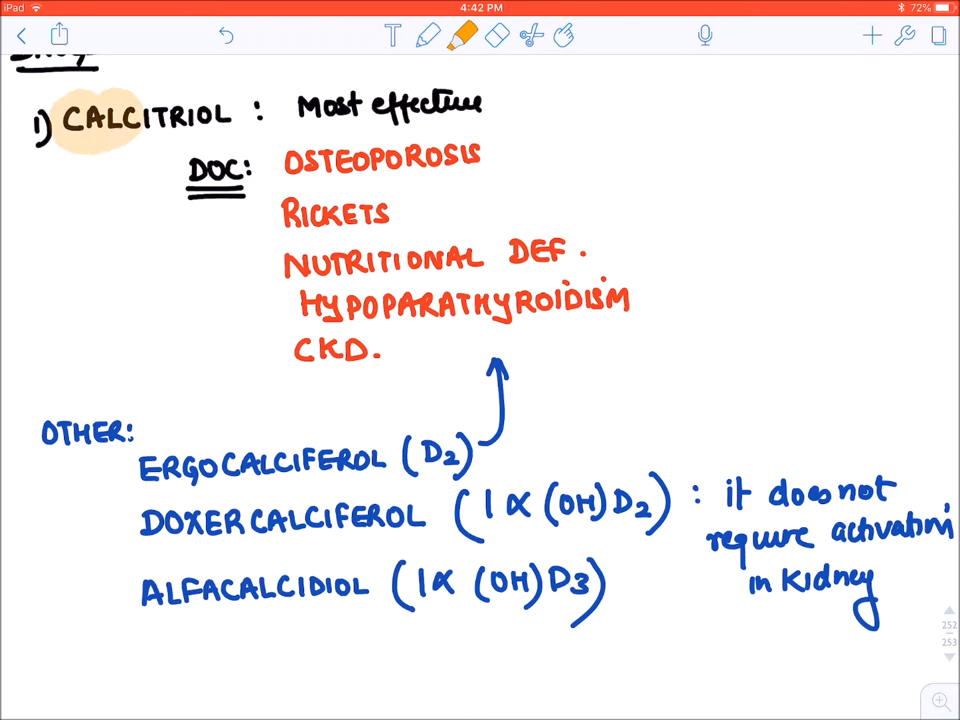 iPad 4:42 PM 72%
1) CALCITRIOL : Most effective
DOC: OSTEOPOROSIS
RICKETS
NUTRITIONAL DEF.
HYPOPARATHYROIDISM
CKD.
OTHER:
ERGOCALCIFEROL (D2)
DOXERCALCIFEROL (1α (OH) D2) : it does not
require activation
in Kidney
ALFACALCIDIOL (1α (OH) D3)
252
253